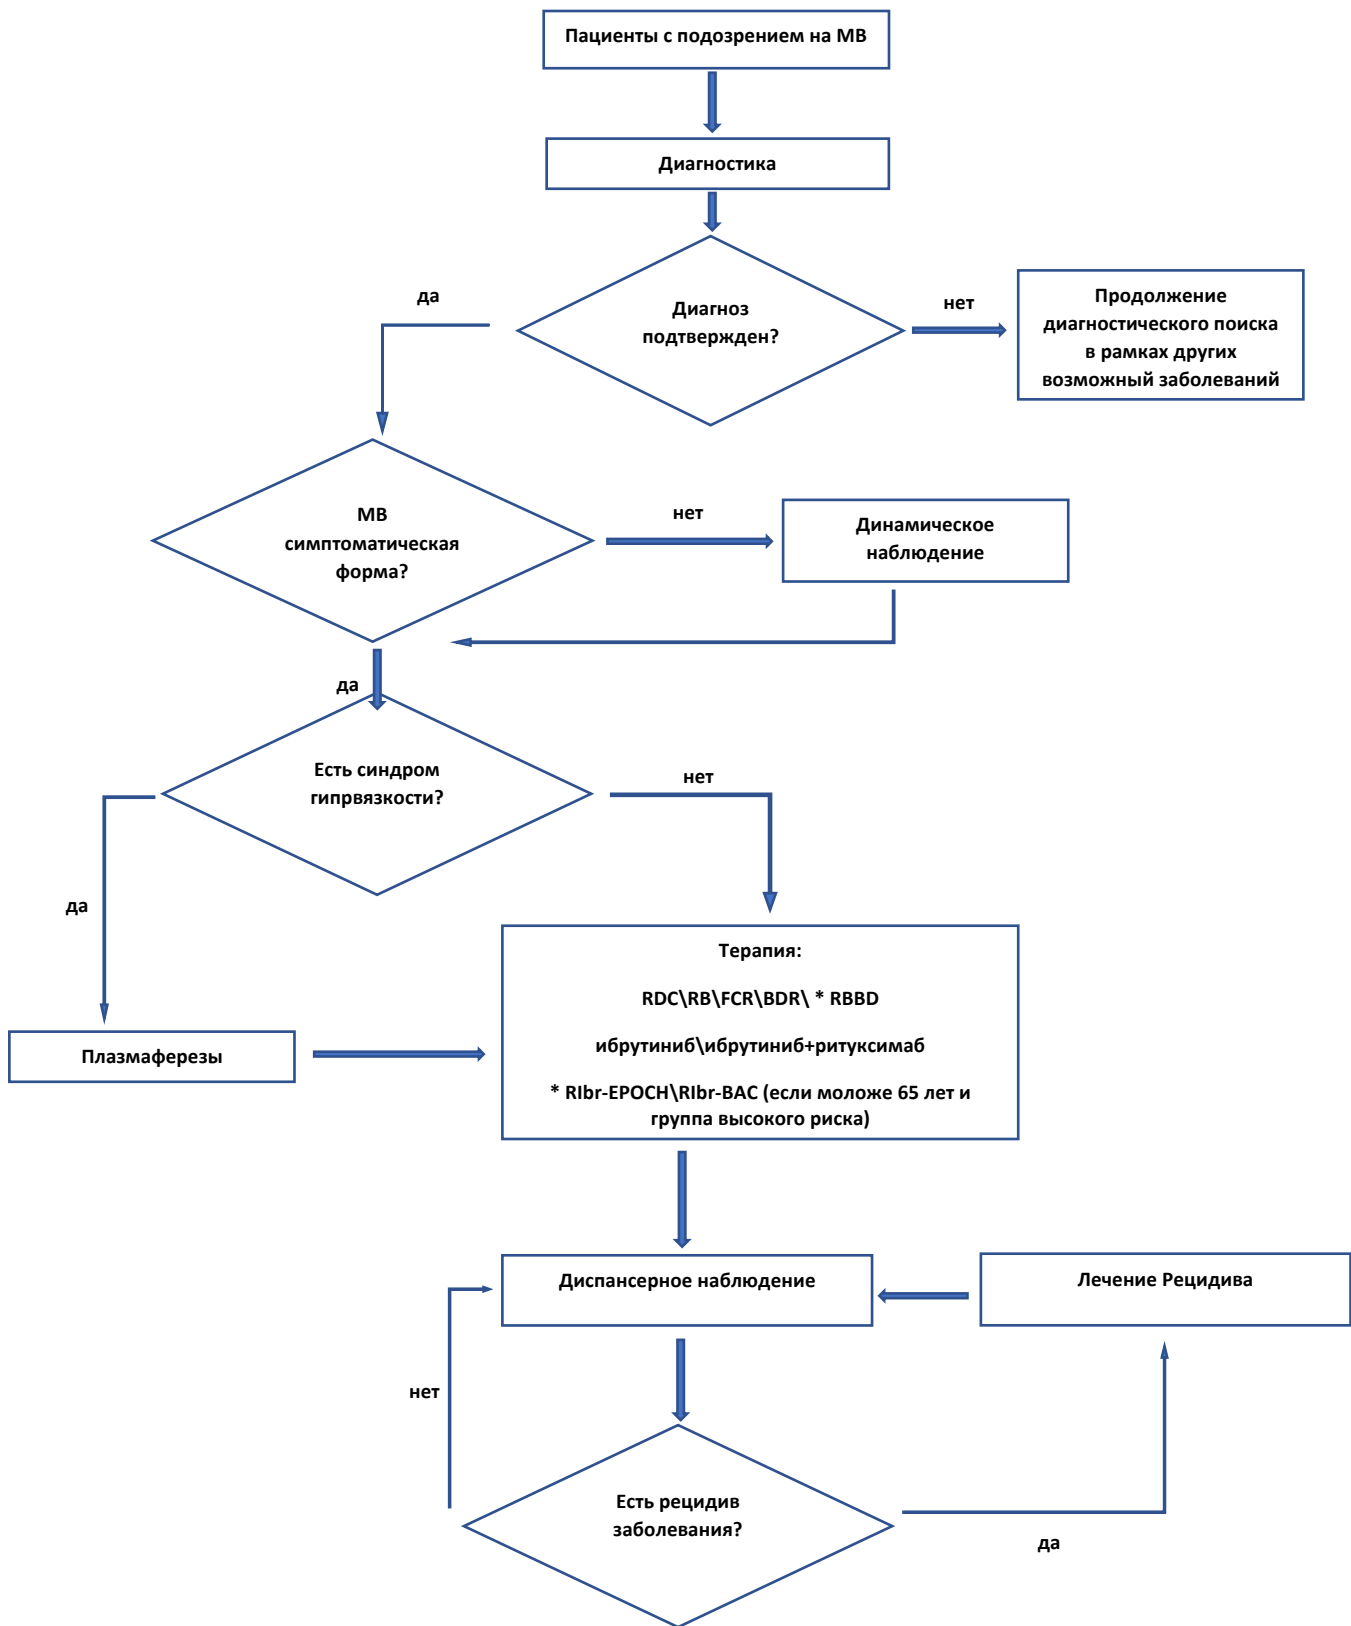 Пациенты с подозрением на МВ
Диагностика
да
Диагноз
подтвержден?
нет
Продолжение
диагностического поиска
в рамках других
возможный заболеваний
МВ
симптоматическая
форма?
нет
Динамическое
наблюдение
да
Есть синдром
гипрвязкости?
нет
да
Терапия:
RDC\RB\FCR\BDR\ * RBBD
ибрутиниб\ибрутиниб+ритуксимаб
* RIbr-EPOCH\RIbr-BAC (если моложе 65 лет и
группа высокого риска)
Плазмаферезы
Диспансерное наблюдение
Лечение Рецидива
нет
Есть рецидив
заболевания?
да